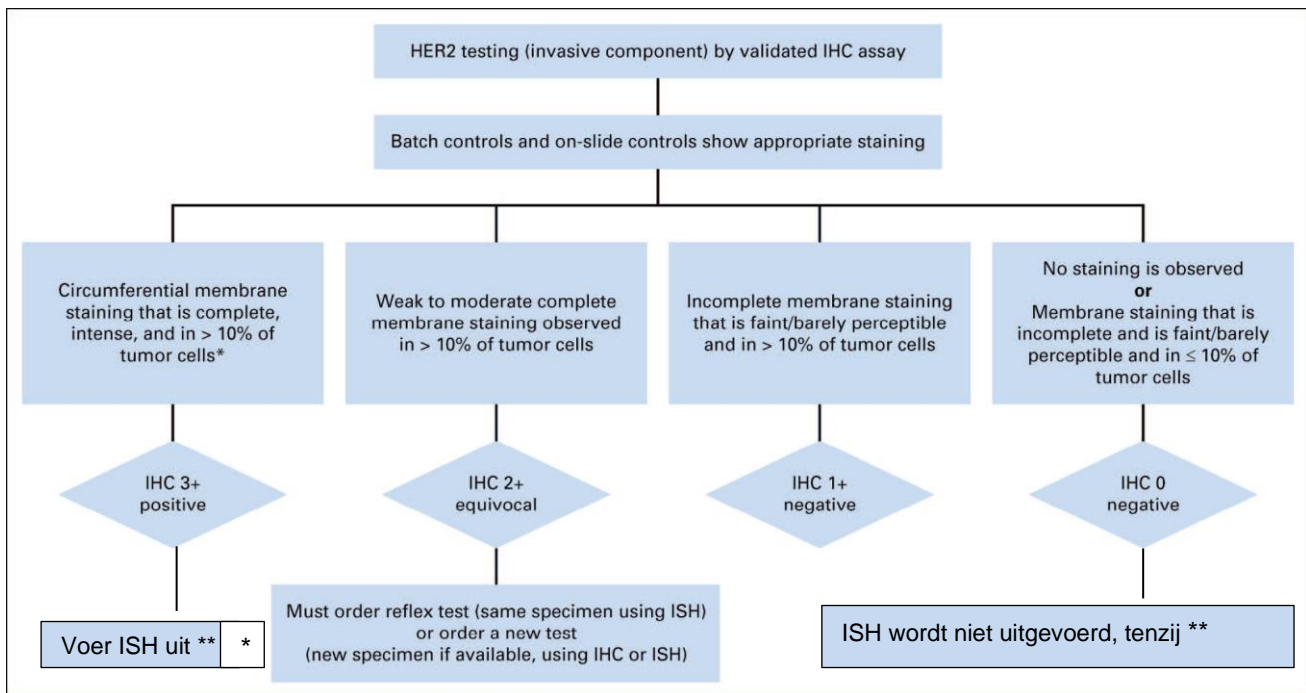 HER2 testing (invasive component) by validated IHC assay
Batch controls and on-slide controls show appropriate staining
Circumferential membrane
staining that is complete,
intense, and in > 10% of
tumor cells*
Weak to moderate complete
membrane staining observed
in > 10% of tumor cells
Incomplete membrane staining
that is faint/barely perceptible
and in > 10% of tumor cells
No staining is observed
or
Membrane staining that is
incomplete and is faint/barely
perceptible and in ≤ 10% of
tumor cells
IHC 3+
positive
IHC 2+
equivocal
IHC 1+
negative
IHC 0
negative
Must order reflex test (same specimen using ISH)
or order a new test
(new specimen if available, using IHC or ISH)
Voer ISH uit ** *
ISH wordt niet uitgevoerd, tenzij **